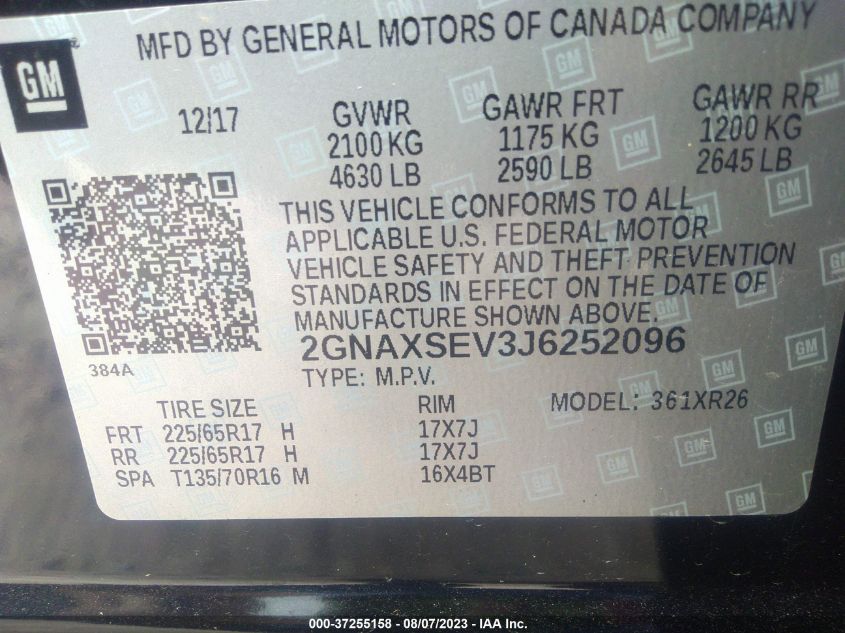 MFD BY GENERAL MOTORS OF CANADA COMPANY
GM
12/17
GVWR GAWR FRT GAWR RR
2100 KG 1175 KG 1200 KG
4630 LB 2590 LB 2645 LB
THIS VEHICLE CONFORMS TO ALL
APPLICABLE U.S. FEDERAL MOTOR
VEHICLE SAFETY AND THEFT PREVENTION
STANDARDS IN EFFECT ON THE DATE OF
MANUFACTURE SHOWN ABOVE.
2GNAXSEV3J6252096
384A
TYPE: M.P.V.
TIRE SIZE RIM MODEL: 361XR26
FRT 225/65R17 H 17X7J
RR 225/65R17 H 17X7J
SPA T135/70R16 M 16X4BT
000-37255158 - 08/07/2023 - IAA Inc.